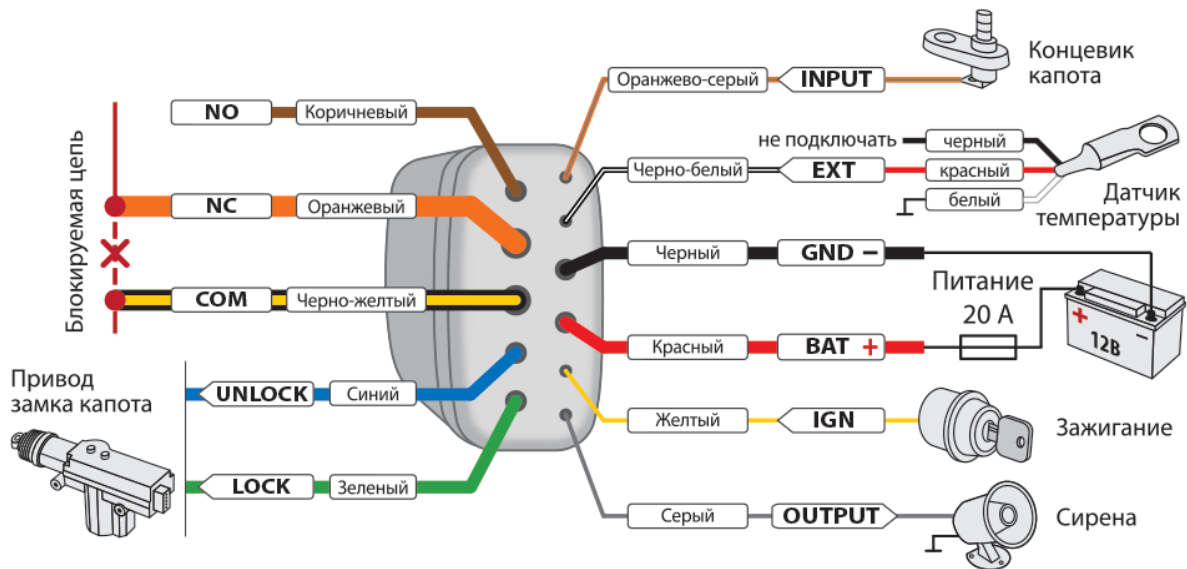 Концевик
капота
Оранжево-серый
INPUT
NO
Коричневый
не подключать
черный
Черно-белый
EXT
красный
белый
Датчик
температуры
Блокируемая цепь
NC
Оранжевый
Черный
GND −
Питание
20 А
COM
Черно-желтый
+
−
12В
Красный
BAT +
Привод
замка капота
UNLOCK
Синий
Желтый
IGN
Зажигание
LOCK
Зеленый
Серый
OUTPUT
Сирена